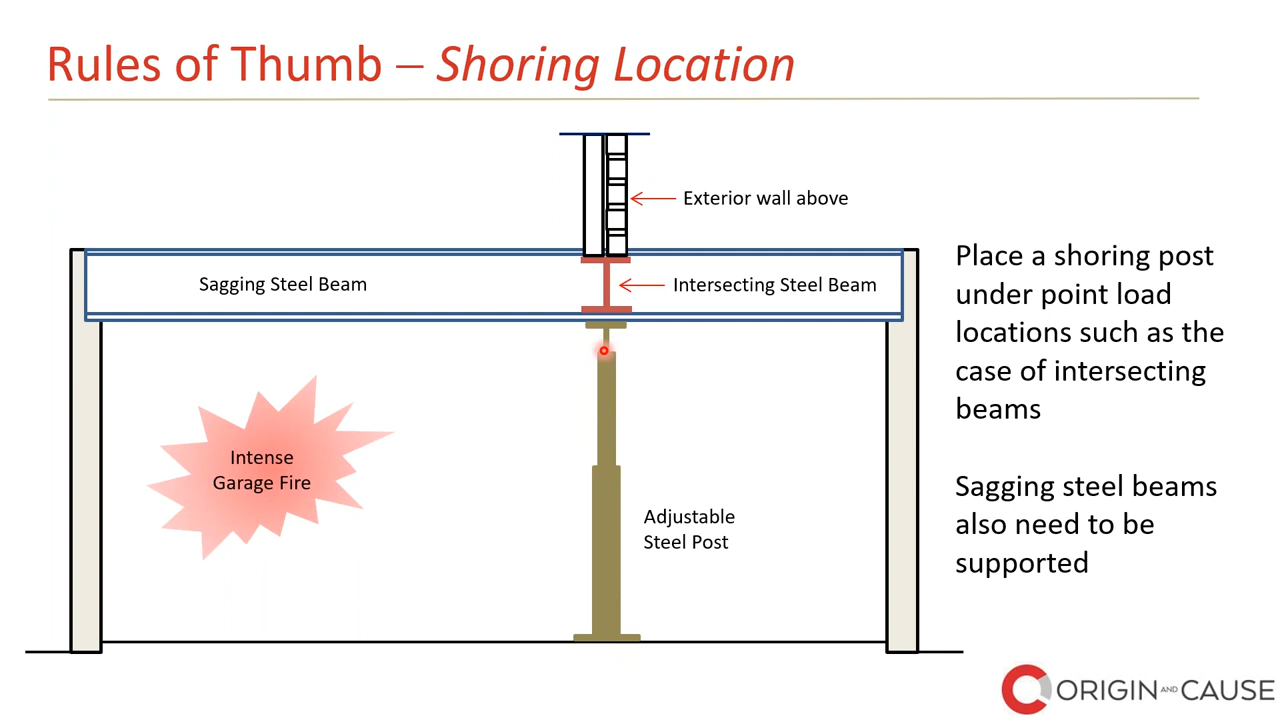 Rules of Thumb – Shoring Location
Exterior wall above
Sagging Steel Beam
Intersecting Steel Beam
Intense
Garage Fire
Adjustable
Steel Post
Place a shoring post
under point load
locations such as the
case of intersecting
beams
Sagging steel beams
also need to be
supported
ORIGIN AND CAUSE